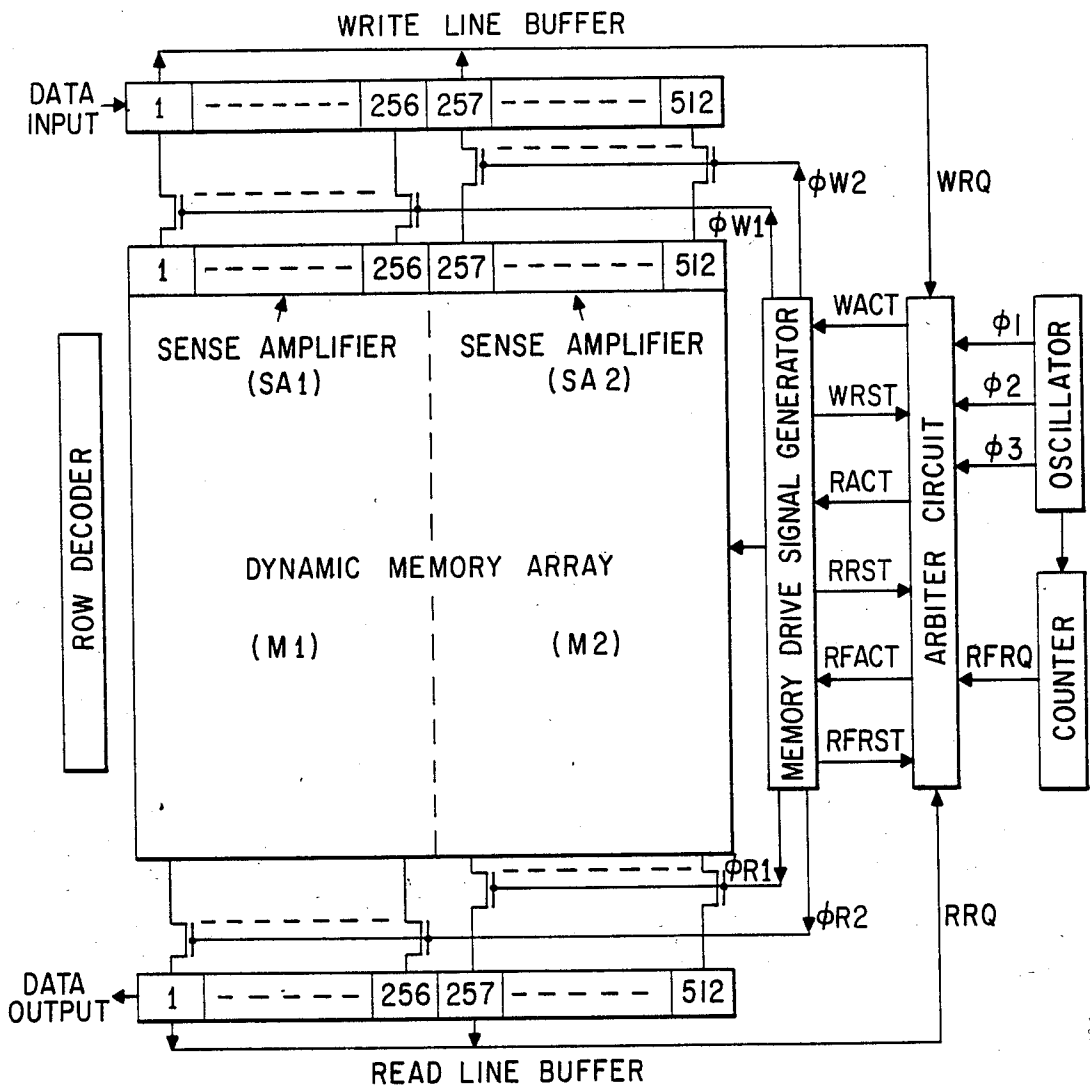 WRITE LINE BUFFER
DATA INPUT
1 256 257 512
φW2
WRQ
φW1
1 256 257 512
SENSE AMPLIFIER (SA1)
SENSE AMPLIFIER (SA2)
ROW DECODER
DYNAMIC MEMORY ARRAY
(M1)
(M2)
MEMORY DRIVE SIGNAL GENERATOR
WACT
WRST
RACT
RRST
RFACT
RFRST
ARBITER CIRCUIT
φ1
φ2
φ3
OSCILLATOR
RFRQ
COUNTER
φR1
φR2
RRQ
DATA OUTPUT
1 256 257 512
READ LINE BUFFER